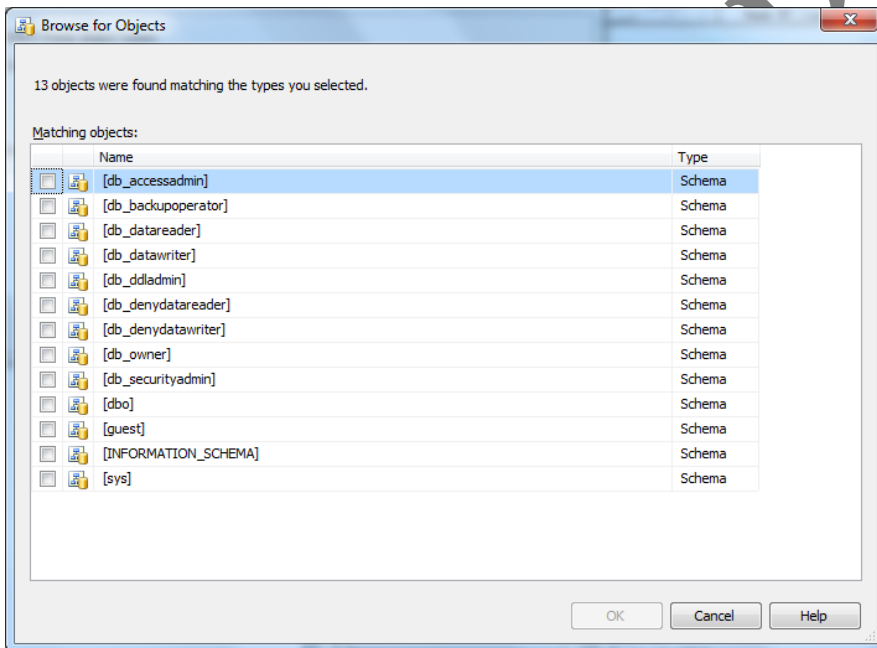 Browse for Objects
13 objects were found matching the types you selected.
Matching objects:
Name Type
[db_accessadmin] Schema
[db_backupoperator] Schema
[db_datareader] Schema
[db_datawriter] Schema
[db_ddladmin] Schema
[db_denydatareader] Schema
[db_denydatawriter] Schema
[db_owner] Schema
[db_securityadmin] Schema
[dbo] Schema
[guest] Schema
[INFORMATION_SCHEMA] Schema
[sys] Schema
OK Cancel Help